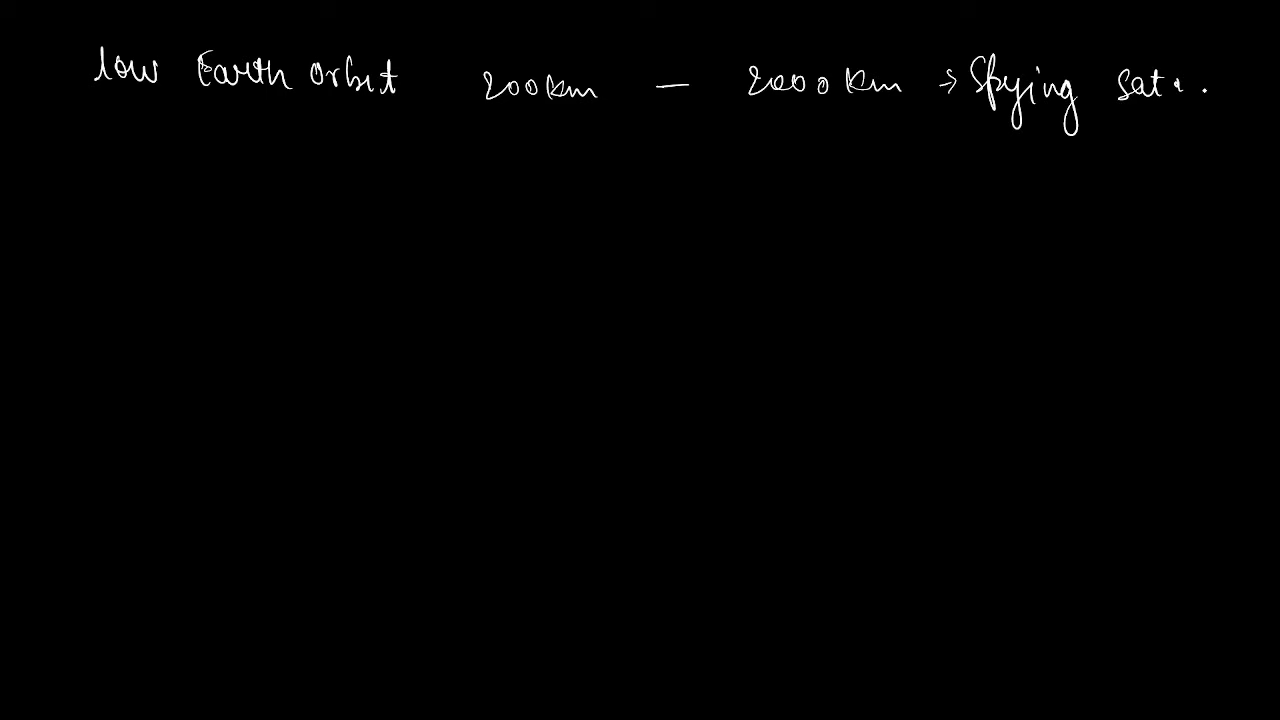 low Earth orbit 200km — 2000km → Spying sat..